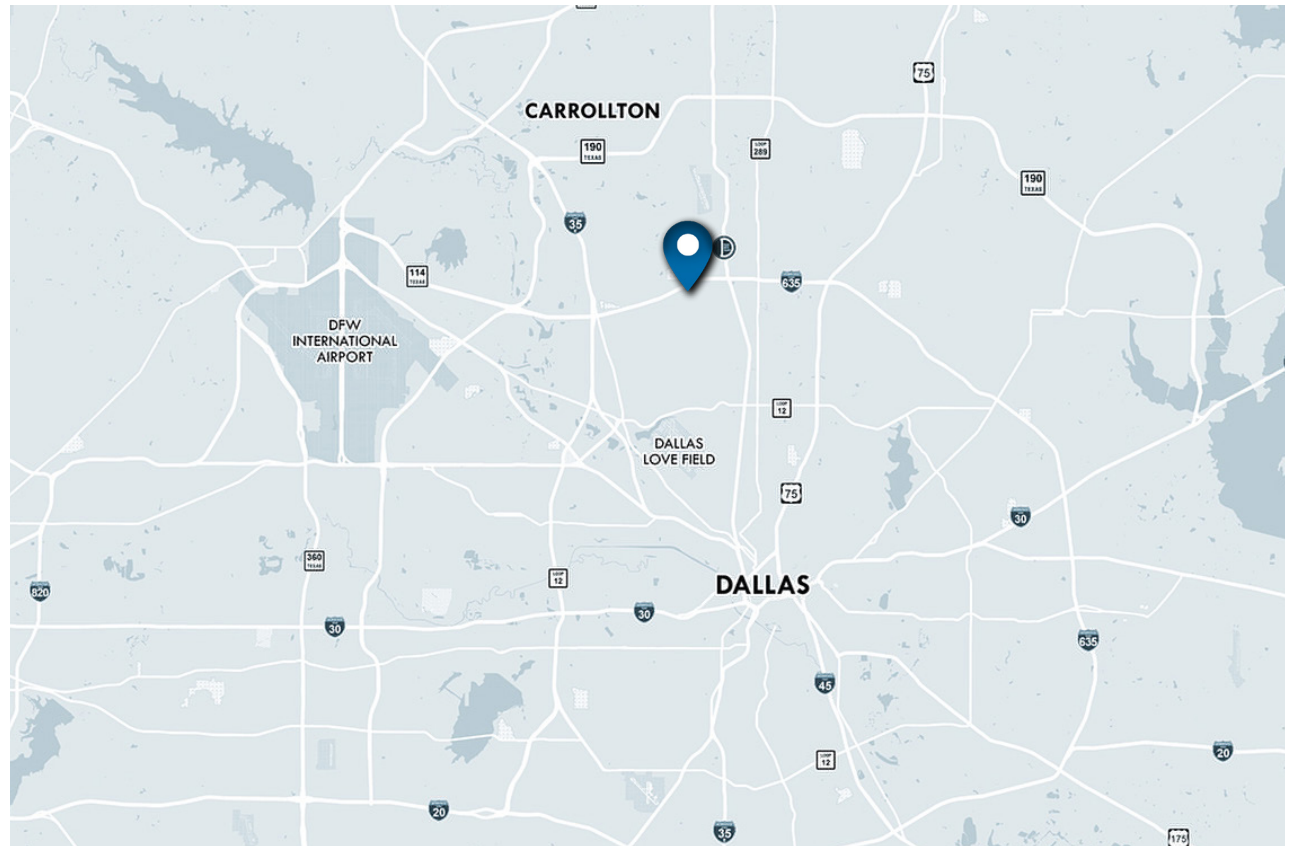 75
CARROLLTON
190
TEXAS
LOOP
289
190
TEXAS
35
D
114
TEXAS
635
DFW
INTERNATIONAL
AIRPORT
LOOP
12
DALLAS
LOVE FIELD
75
30
360
TEXAS
LOOP
12
DALLAS
820
30
30
635
45
20
LOOP
12
20
35
175